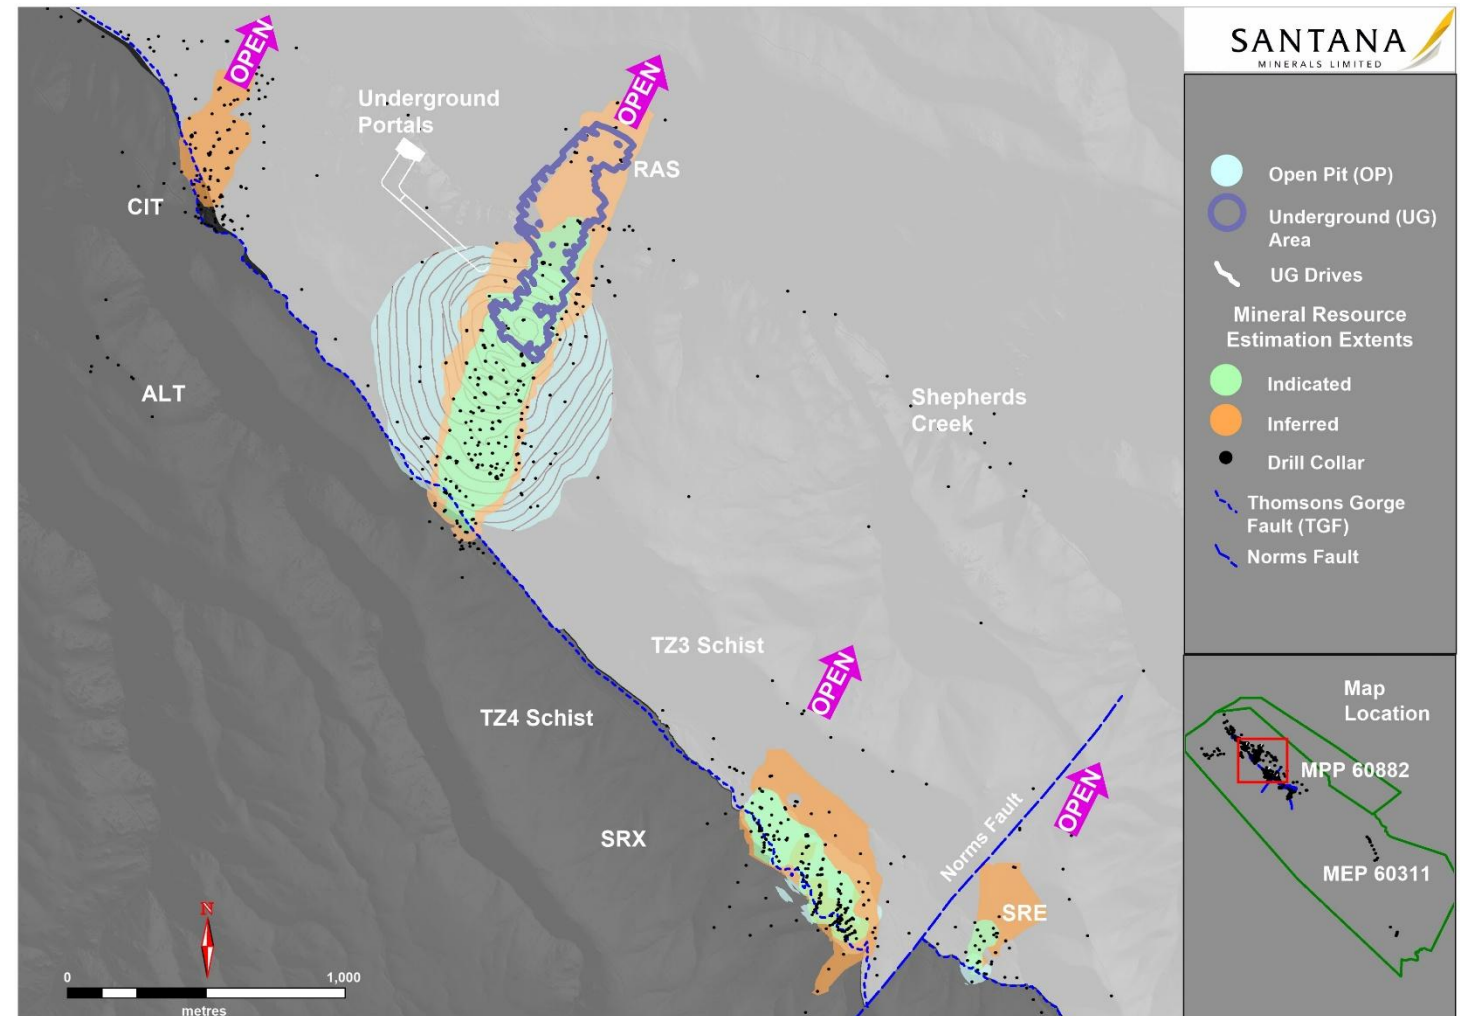 OPEN
OPEN
Underground
Portals
RAS
CIT
ALT
Shepherds
Creek
TZ3 Schist
OPEN
TZ4 Schist
OPEN
SRX
Norms Fault
SRE
N
0 1,000
metres
SANTANA
MINERALS LIMITED
Open Pit (OP)
Underground (UG)
Area
UG Drives
Mineral Resource
Estimation Extents
Indicated
Inferred
Drill Collar
Thomsons Gorge
Fault (TGF)
Norms Fault
Map
Location
MPP 60882
MEP 60311